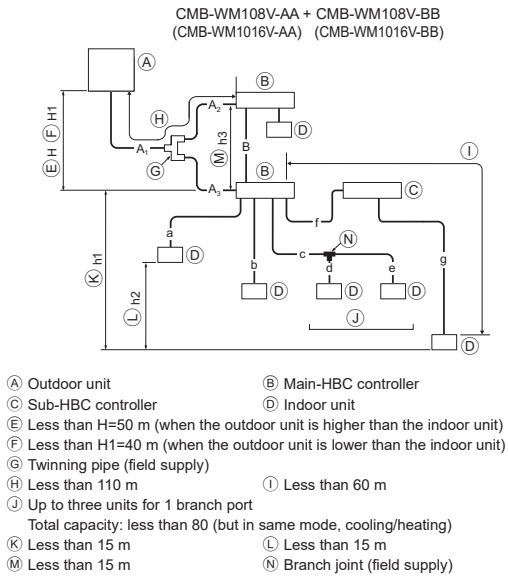 CMB-WM108V-AA + CMB-WM108V-BB
(CMB-WM1016V-AA) (CMB-WM1016V-BB)
Ⓐ
Ⓑ
Ⓗ
A₂
Ⓓ
Ⓔ H Ⓕ H1
A₁
Ⓜ h3
B
Ⓘ
Ⓖ
Ⓑ
A₃
Ⓒ
f
a
Ⓝ
Ⓚ h1
Ⓓ
b
c
d
e
g
Ⓛ h2
Ⓓ
Ⓓ
Ⓓ
Ⓙ
Ⓓ
Ⓐ Outdoor unit Ⓑ Main-HBC controller
Ⓒ Sub-HBC controller Ⓓ Indoor unit
Ⓔ Less than H=50 m (when the outdoor unit is higher than the indoor unit)
Ⓕ Less than H1=40 m (when the outdoor unit is lower than the indoor unit)
Ⓖ Twinning pipe (field supply)
Ⓗ Less than 110 m Ⓘ Less than 60 m
Ⓙ Up to three units for 1 branch port
Total capacity: less than 80 (but in same mode, cooling/heating)
Ⓚ Less than 15 m Ⓛ Less than 15 m
Ⓜ Less than 15 m Ⓝ Branch joint (field supply)